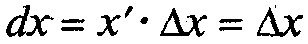 dx = x′ · Δx = Δx